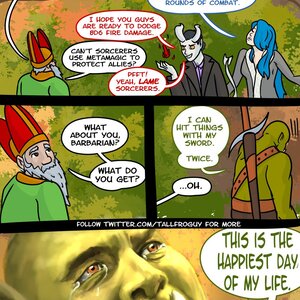 ROUNDS OF COMBAT.
I HOPE YOU GUYS
ARE READY TO DODGE
8D6 FIRE DAMAGE.
CAN'T SORCERERS
USE METAMAGIC TO
PROTECT ALLIES?
PFFT!
YEAH, LAME
SORCERERS.
WHAT
ABOUT YOU,
BARBARIAN?
WHAT DO
YOU GET?
I CAN
HIT THINGS
WITH MY
SWORD.
TWICE.
...OH.
FOLLOW TWITTER.COM/TALLFROGUY FOR MORE
THIS IS THE
HAPPIEST DAY
OF MY LIFE.